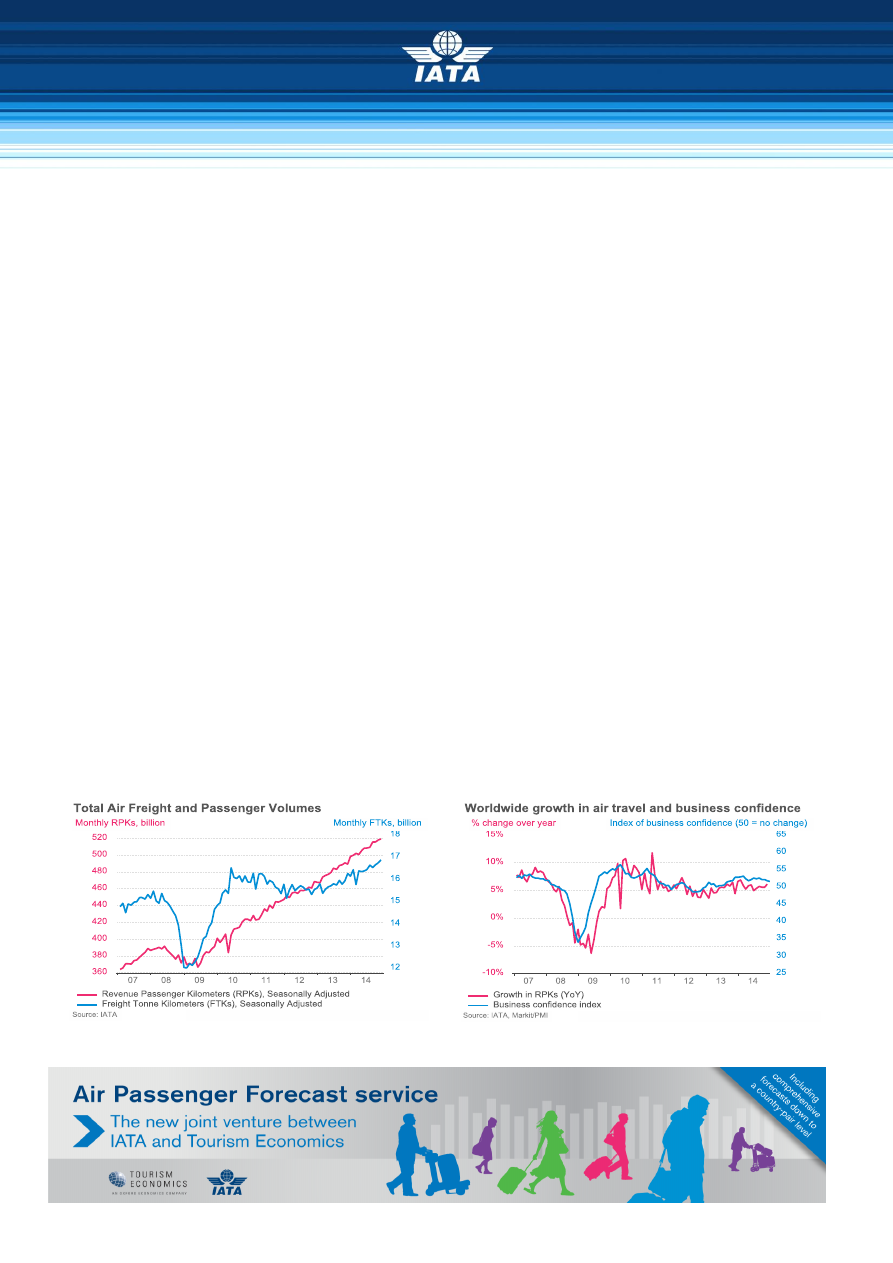 IATA
Total Air Freight and Passenger Volumes
Monthly RPKs, billion
Monthly FTKs, billion
520
500
480
460
440
420
400
380
360
18
17
16
15
14
13
12
07 08 09 10 11 12 13 14
Revenue Passenger Kilometers (RPKs), Seasonally Adjusted
Freight Tonne Kilometers (FTKs), Seasonally Adjusted
Source: IATA
Worldwide growth in air travel and business confidence
% change over year
Index of business confidence (50 = no change)
15%
10%
5%
0%
-5%
-10%
65
60
55
50
45
40
35
30
25
07 08 09 10 11 12 13 14
Growth in RPKs (YoY)
Business confidence index
Source: IATA, Markit/PMI
Air Passenger Forecast service
The new joint venture between
IATA and Tourism Economics
TOURISM
ECONOMICS
AN OXFORD ECONOMICS COMPANY
IATA
Including
comprehensive
forecasts down to
a country-pair level